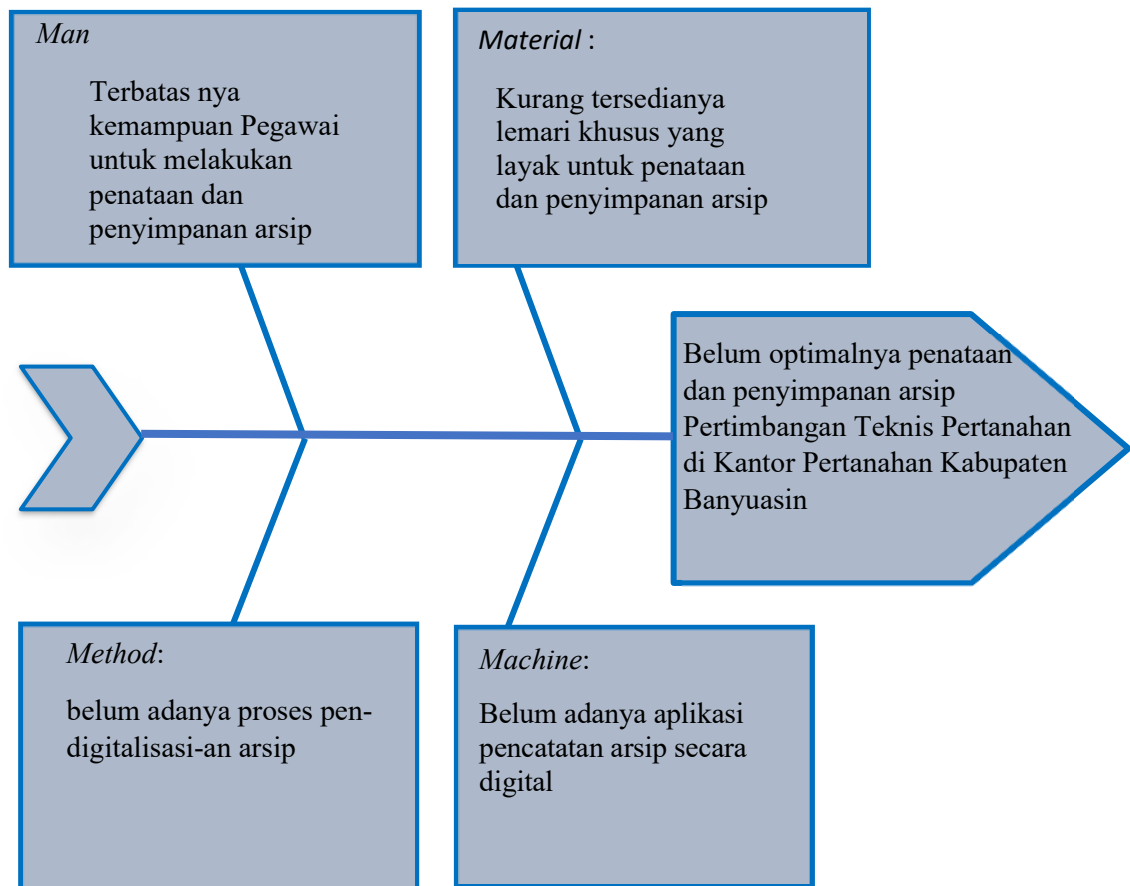 Man
Terbatas nya
kemampuan Pegawai
untuk melakukan
penataan dan
penyimpanan arsip
Material :
Kurang tersedianya
lemari khusus yang
layak untuk penataan
dan penyimpanan arsip
Belum optimalnya penataan
dan penyimpanan arsip
Pertimbangan Teknis Pertanahan
di Kantor Pertanahan Kabupaten
Banyuasin
Method:
belum adanya proses pen-
digitalisasi-an arsip
Machine:
Belum adanya aplikasi
pencatatan arsip secara
digital